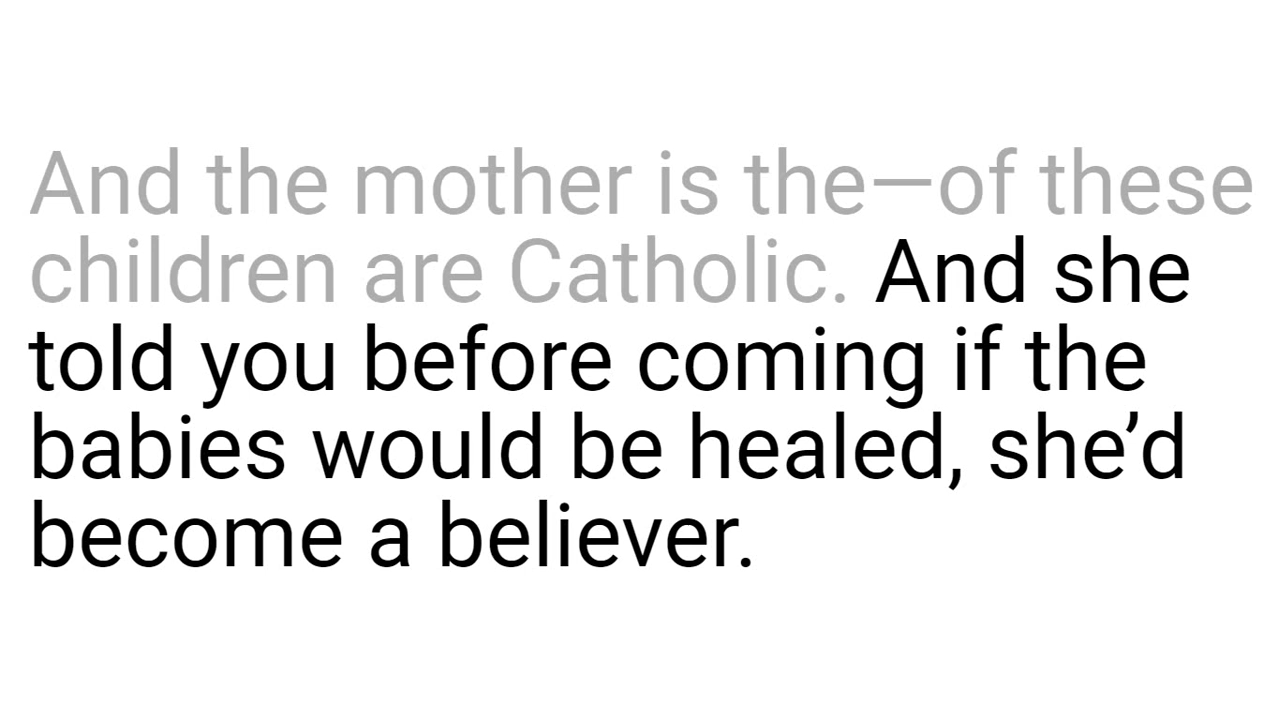 And the mother is the—of these
children are Catholic. And she
told you before coming if the
babies would be healed, she’d
become a believer.